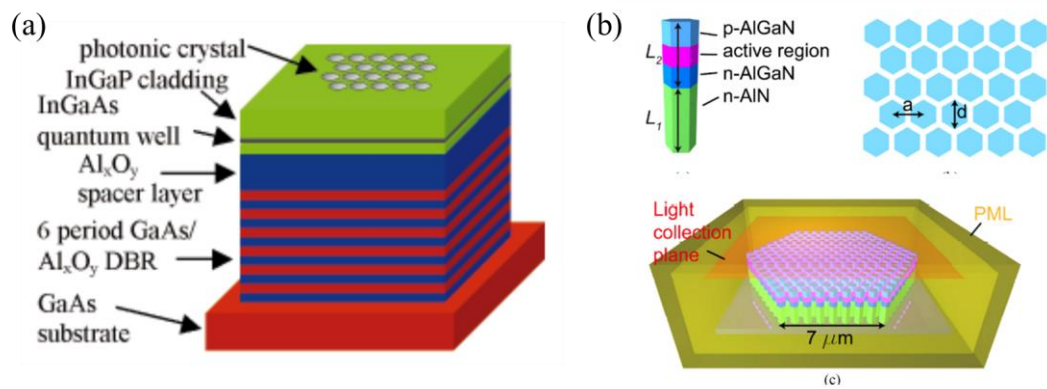 (a)
photonic crystal
InGaP cladding
InGaAs
quantum well
AlxOy
spacer layer
6 period GaAs/
AlxOy DBR
GaAs
substrate
(b)
p-AlGaN
active region
n-AlGaN
n-AlN
L2
L1
a
d
Light
collection
plane
PML
7 μm
(c)